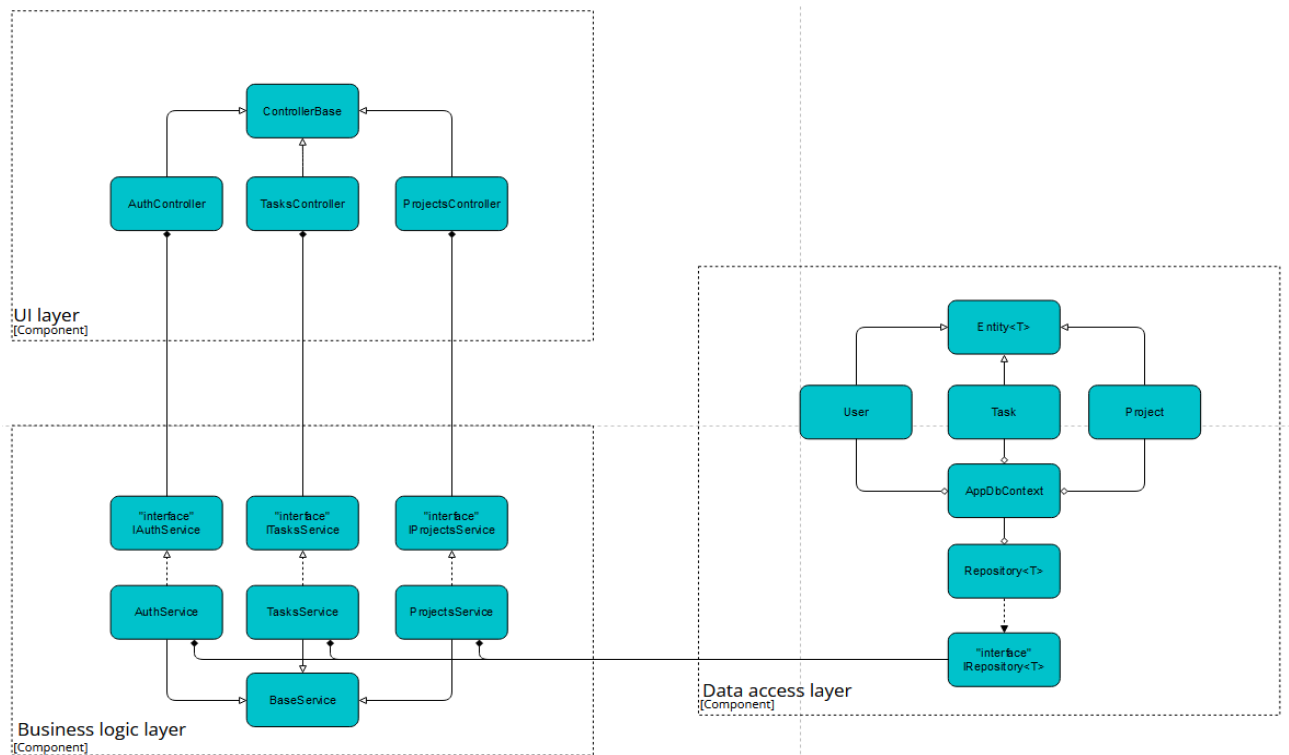 ControllerBase
AuthController
TasksController
ProjectsController
UI layer
[Component]
"interface"
IAuthService
"interface"
ITasksService
"interface"
IProjectsService
AuthService
TasksService
ProjectsService
BaseService
Business logic layer
[Component]
Entity<T>
User
Task
Project
AppDbContext
Repository<T>
"interface"
IRepository<T>
Data access layer
[Component]